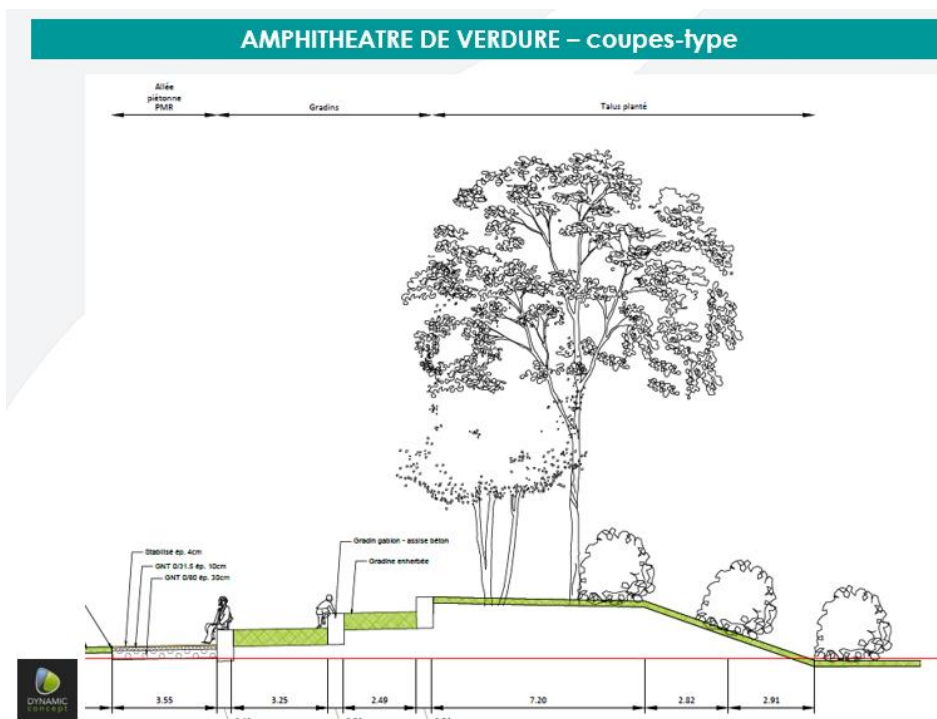 AMPHITHEATRE DE VERDURE – coupes-type
Allée
piétonne
PMR
Gradins
Talus planté
Stabilisé ép. 4cm
GNT 0/31.5 ép. 10cm
GNT 0/80 ép. 30cm
Gradin gabion - assise béton
Gradine enherbée
3.55
3.25
2.49
7.20
2.82
2.91
DYNAMIC
concept